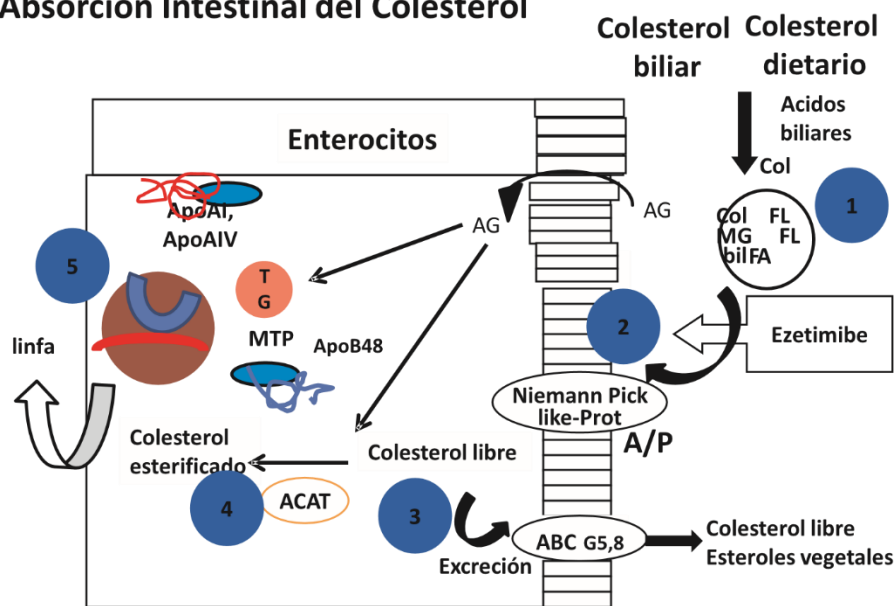 Absorción Intestinal del Colesterol
Colesterol
biliar
Colesterol
dietario
Acidos
biliares
Col
Enterocitos
Col FL
MG FL
bil FA
1
AG
AG
ApoAI,
ApoAIV
5
T
G
MTP
ApoB48
linfa
2
Ezetimibe
Niemann Pick
like-Prot
A/P
Colesterol
esterificado
Colesterol libre
4
ACAT
3
Excreción
ABC G5,8
Colesterol libre
Esteroles vegetales